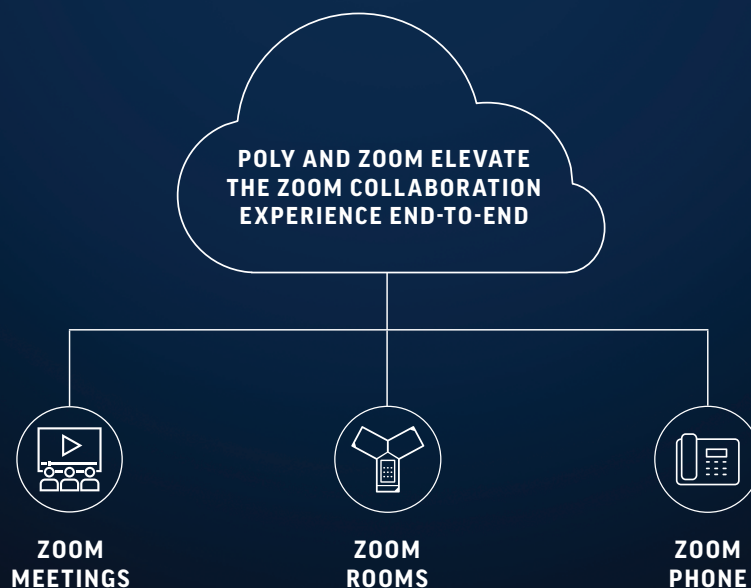 POLY AND ZOOM ELEVATE
THE ZOOM COLLABORATION
EXPERIENCE END-TO-END
ZOOM
MEETINGS
ZOOM
ROOMS
ZOOM
PHONE